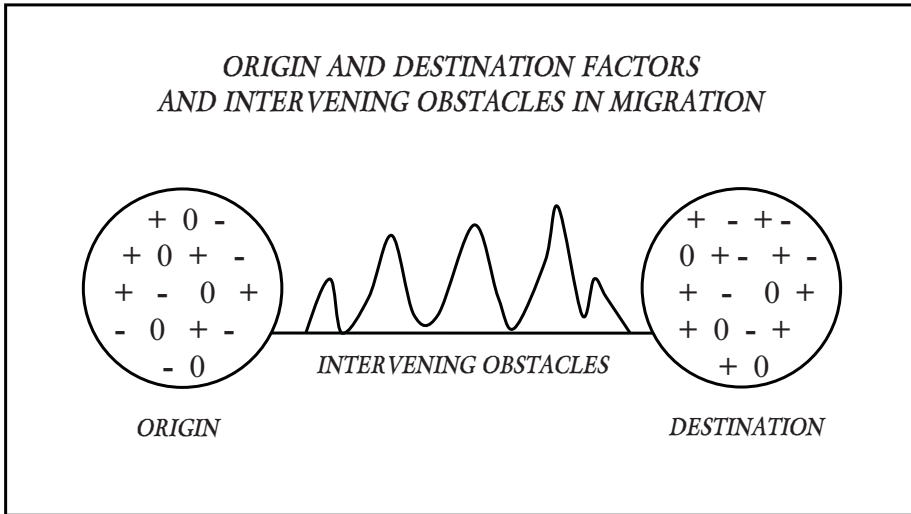 ORIGIN AND DESTINATION FACTORS
AND INTERVENING OBSTACLES IN MIGRATION
+ 0 -
+ 0 + -
+ - 0 +
- 0 + -
- 0
+ - + -
0 + - + -
+ - 0 +
+ 0 - +
+ 0
INTERVENING OBSTACLES
ORIGIN
DESTINATION